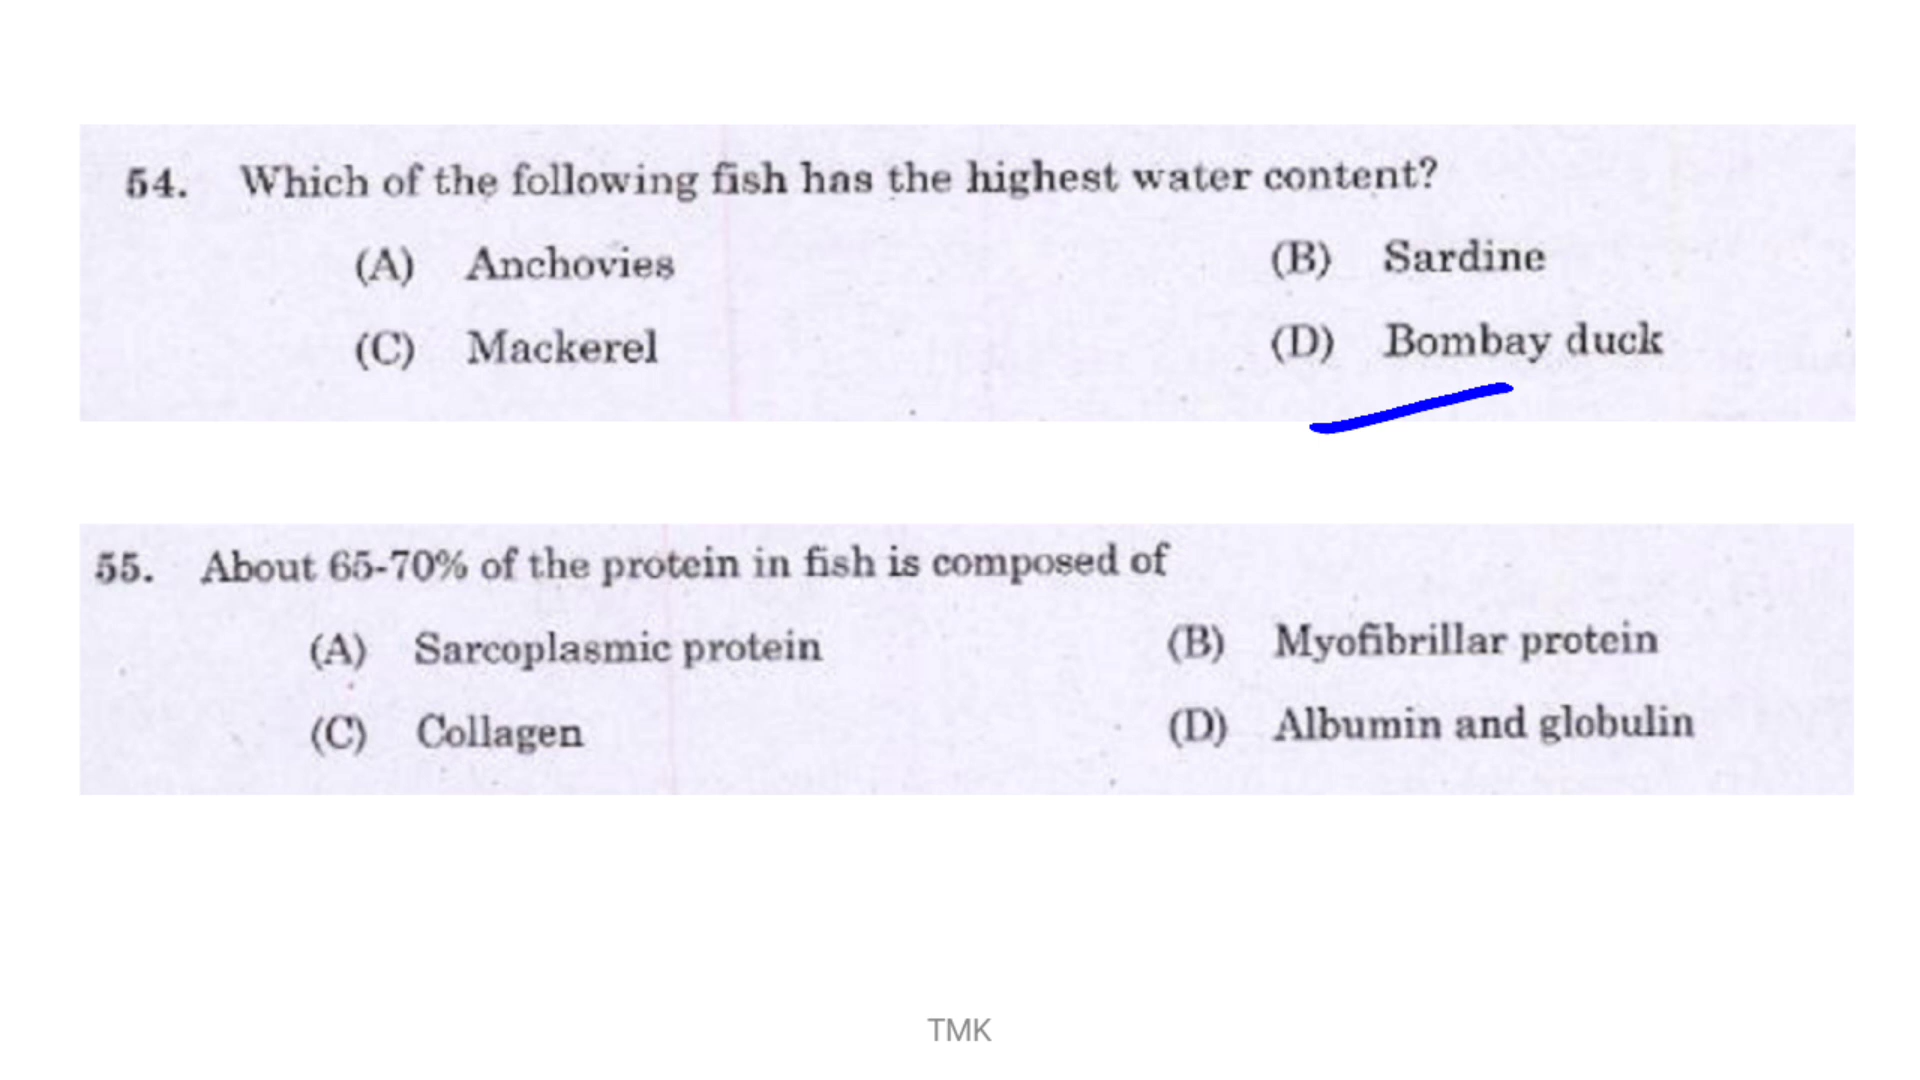 54. Which of the following fish has the highest water content?
(A) Anchovies (B) Sardine
(C) Mackerel (D) Bombay duck
55. About 65-70% of the protein in fish is composed of
(A) Sarcoplasmic protein (B) Myofibrillar protein
(C) Collagen (D) Albumin and globulin
TMK